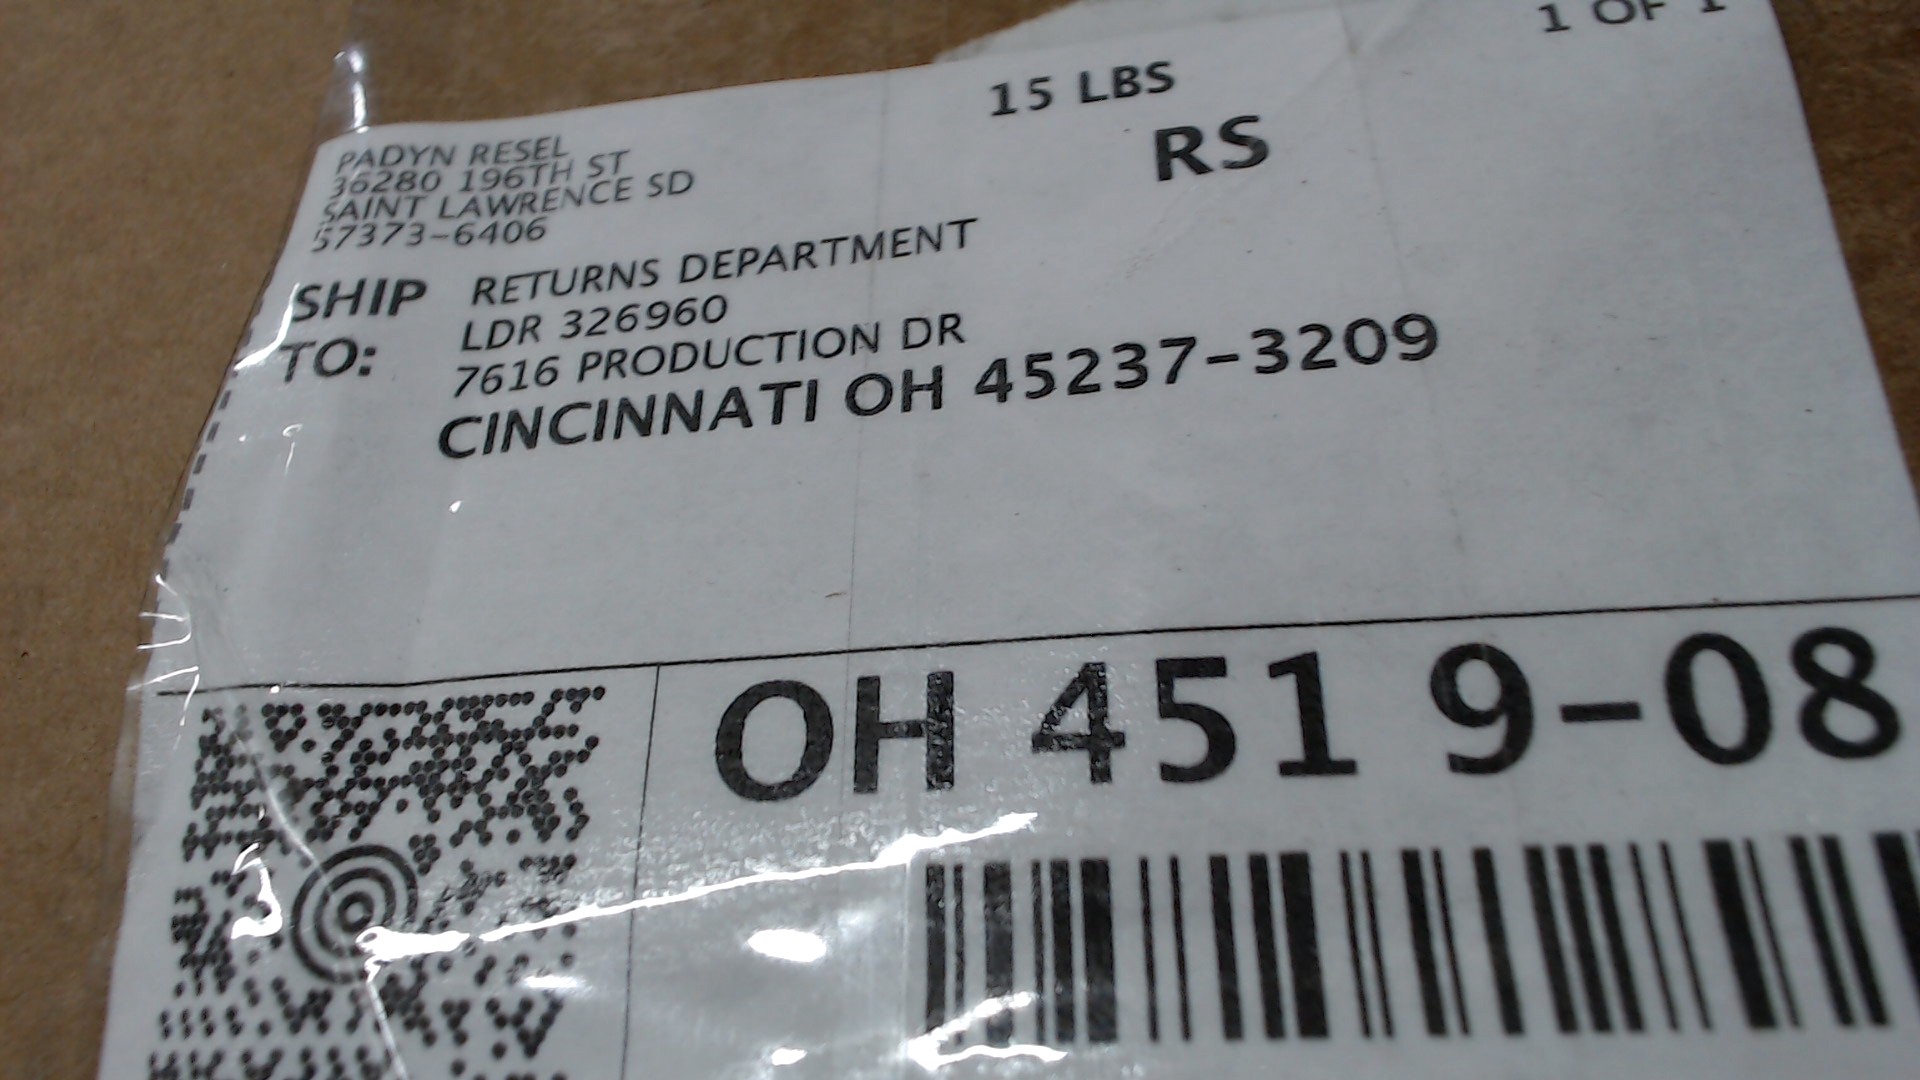 1 OF 1
15 LBS
RS
PADYN RESEL
36280 196TH ST
SAINT LAWRENCE SD
57373-6406
SHIP TO:
RETURNS DEPARTMENT
LDR 326960
7616 PRODUCTION DR
CINCINNATI OH 45237-3209
OH 451 9-08